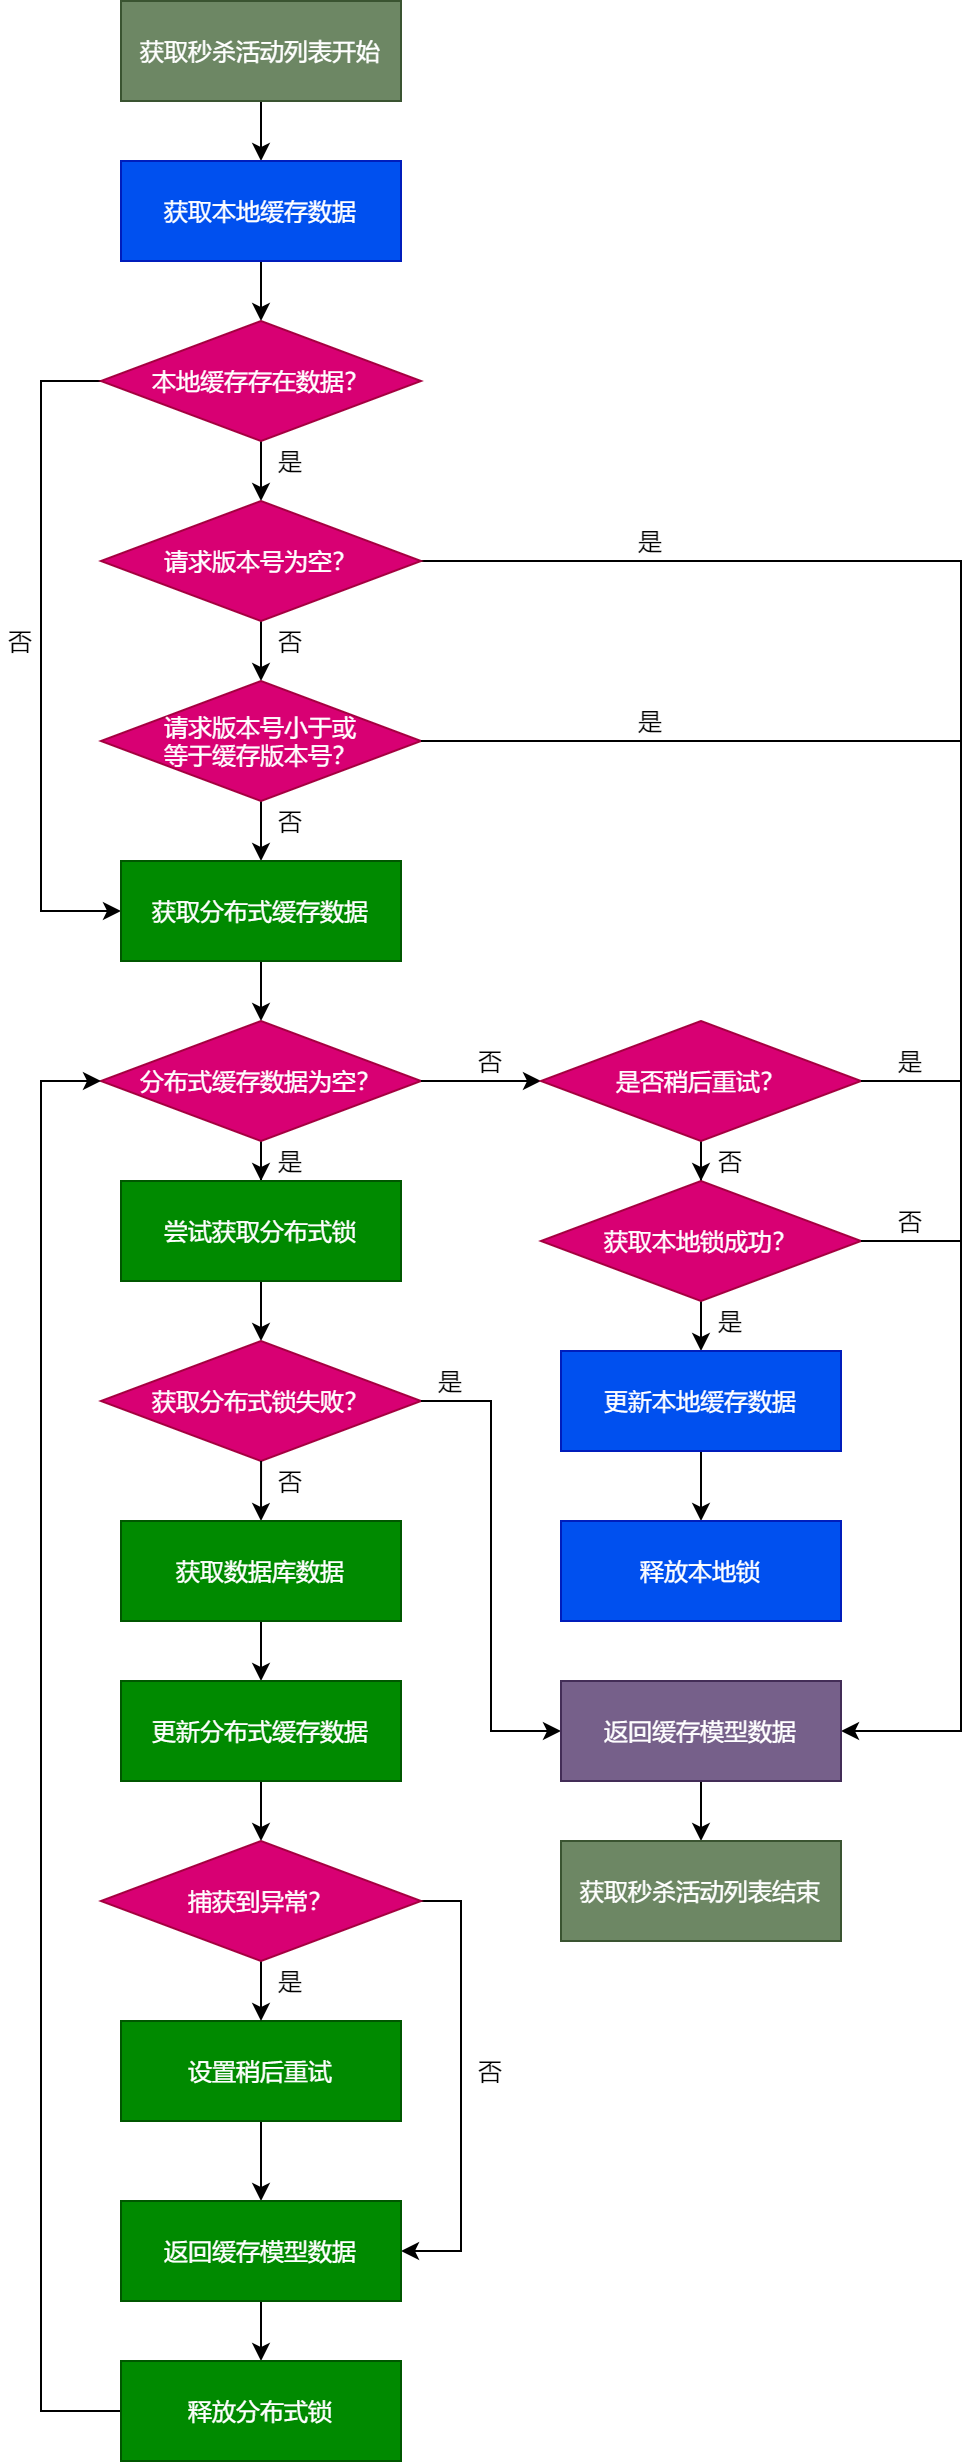 获取秒杀活动列表开始
获取本地缓存数据
本地缓存存在数据?
是
请求版本号为空?
是
否
否
请求版本号小于或
等于缓存版本号?
是
否
获取分布式缓存数据
分布式缓存数据为空?
否
是否稍后重试?
是
是
否
尝试获取分布式锁
获取本地锁成功?
否
是
获取分布式锁失败?
是
更新本地缓存数据
否
获取数据库数据
释放本地锁
更新分布式缓存数据
返回缓存模型数据
捕获到异常?
获取秒杀活动列表结束
是
设置稍后重试
否
返回缓存模型数据
释放分布式锁